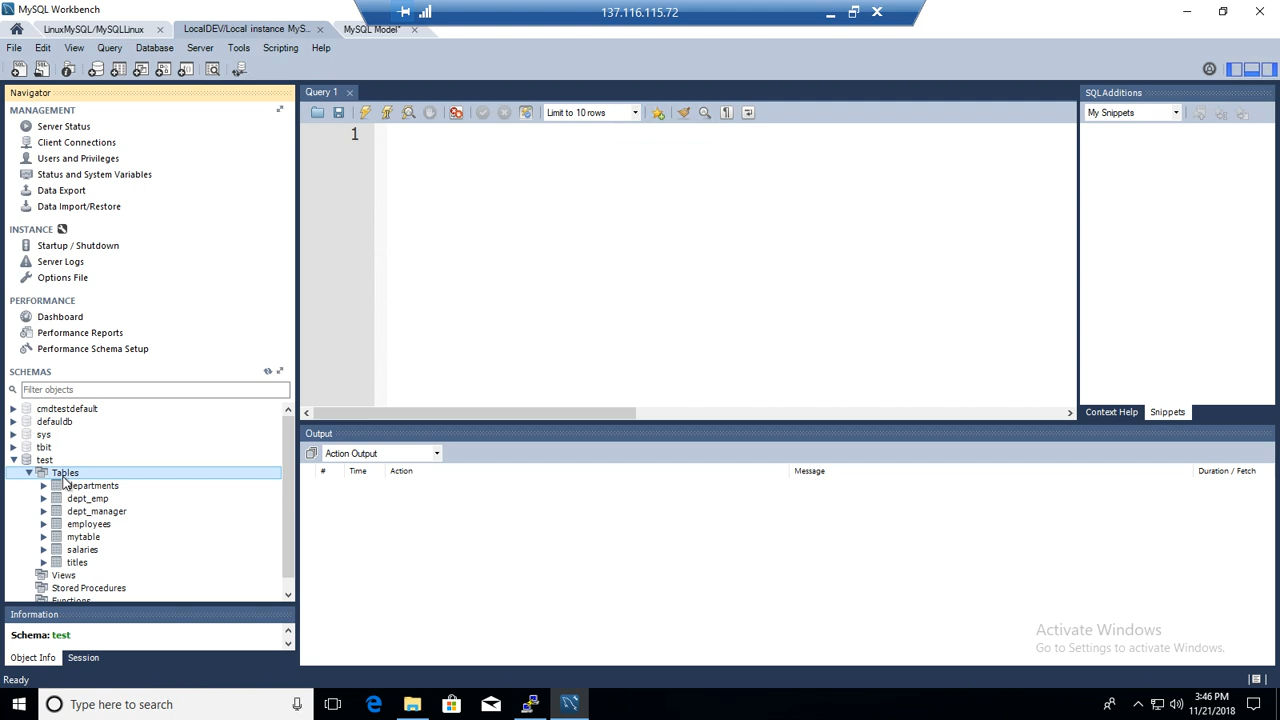 MySQL Workbench
137.116.115.72
LinuxMySQL/MySQLLinux
LocalDEV/Local instance MyS...
MySQL Model*
File Edit View Query Database Server Tools Scripting Help
Navigator
Query 1
SQLAdditions
MANAGEMENT
Server Status
Client Connections
Users and Privileges
Status and System Variables
Data Export
Data Import/Restore
Limit to 10 rows
My Snippets
1
INSTANCE
Startup / Shutdown
Server Logs
Options File
PERFORMANCE
Dashboard
Performance Reports
Performance Schema Setup
SCHEMAS
Filter objects
cmdtestdefault
defauldb
sys
tbit
test
Tables
departments
dept_emp
dept_manager
employees
mytable
salaries
titles
Views
Stored Procedures
Functions
Context Help Snippets
Output
Action Output
# Time Action Message Duration / Fetch
Information
Schema: test
Object Info Session
Activate Windows
Go to Settings to activate Windows.
Ready
Type here to search
3:46 PM
11/21/2018